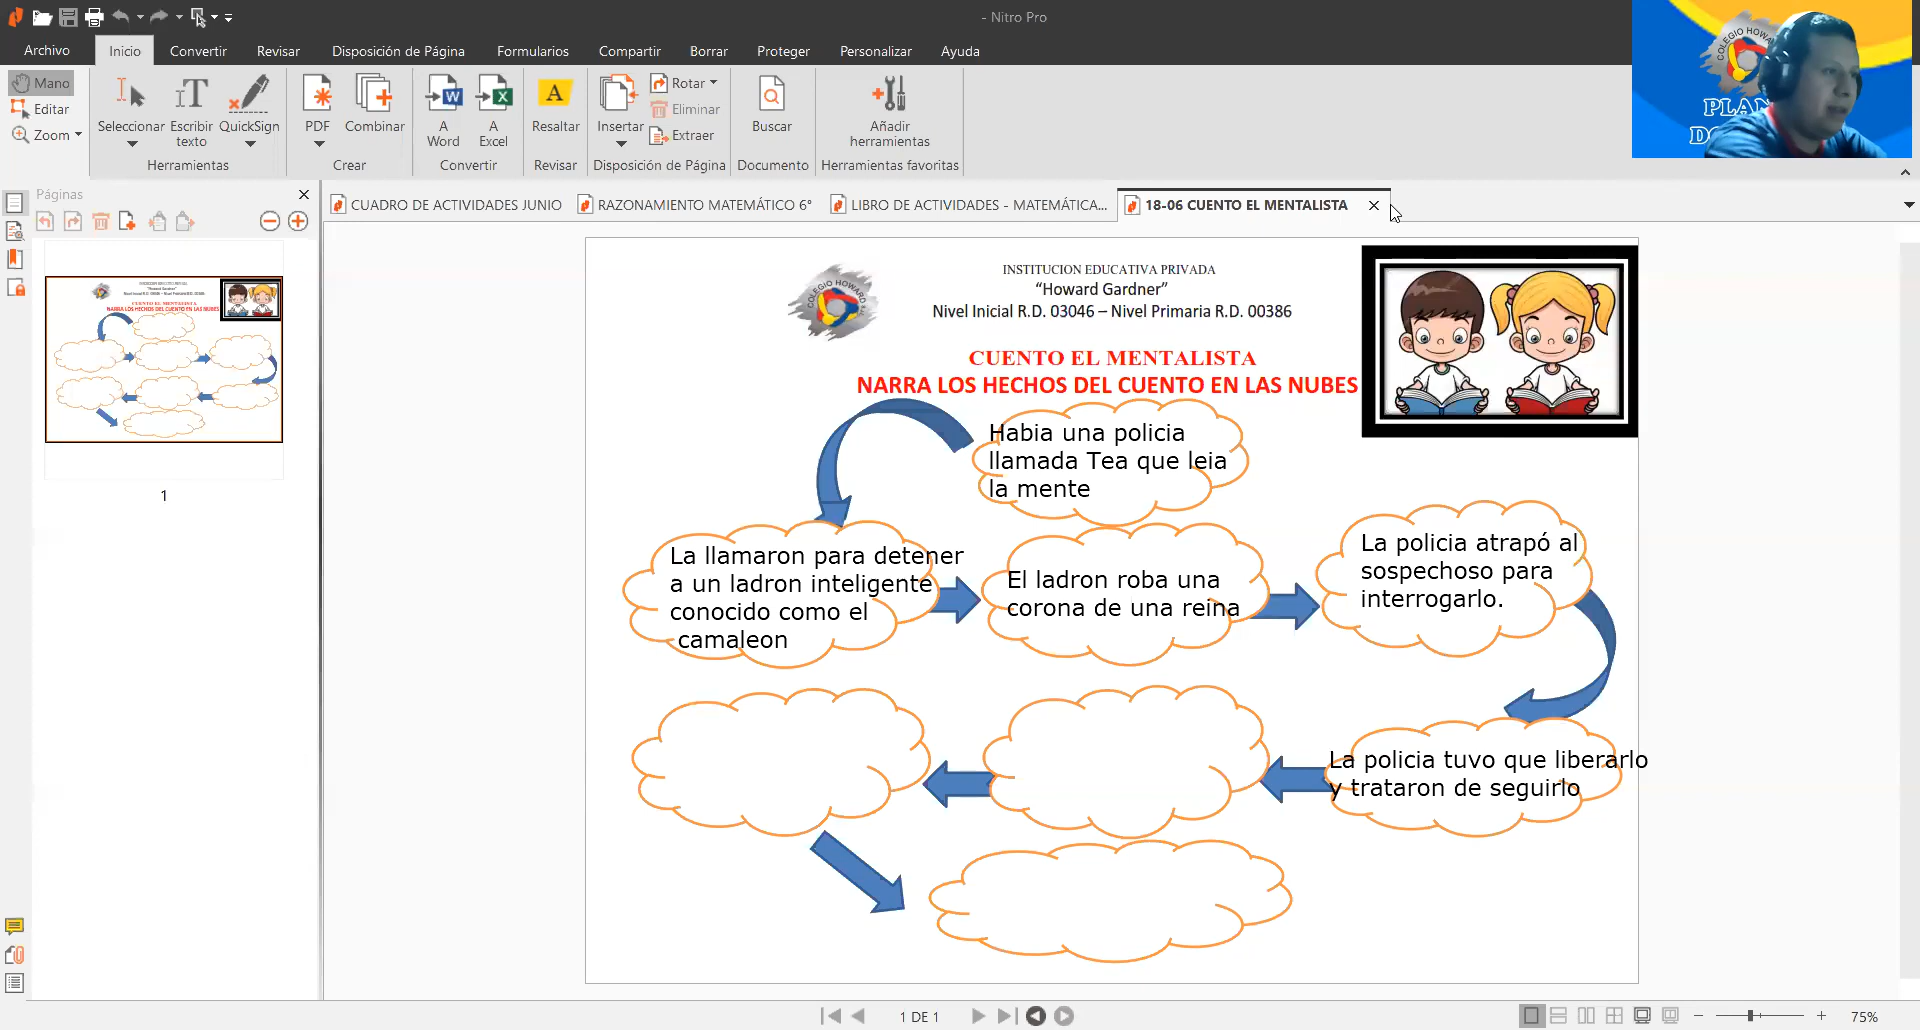 - Nitro Pro
Archivo
Inicio
Convertir
Revisar
Disposición de Página
Formularios
Compartir
Borrar
Proteger
Personalizar
Ayuda
Mano
Editar
Zoom
Seleccionar
Escribir texto
QuickSign
Herramientas
PDF
Combinar
Crear
A Word
A Excel
Convertir
Resaltar
Revisar
Insertar
Rotar
Eliminar
Extraer
Disposición de Página
Buscar
Documento
Añadir herramientas
Herramientas favoritas
COLEGIO HOWA
PLAN
Páginas
CUADRO DE ACTIVIDADES JUNIO
RAZONAMIENTO MATEMÁTICO 6°
LIBRO DE ACTIVIDADES - MATEMÁTICA...
18-06 CUENTO EL MENTALISTA
1
COLEGIO HOWARD
INSTITUCION EDUCATIVA PRIVADA
“Howard Gardner”
Nivel Inicial R.D. 03046 – Nivel Primaria R.D. 00386
CUENTO EL MENTALISTA
NARRA LOS HECHOS DEL CUENTO EN LAS NUBES
Habia una policia
llamada Tea que leia
la mente
La llamaron para detener
a un ladron inteligente
conocido como el
camaleon
El ladron roba una
corona de una reina
La policia atrapó al
sospechoso para
interrogarlo.
La policia tuvo que liberarlo
y trataron de seguirlo
1 DE 1
75%